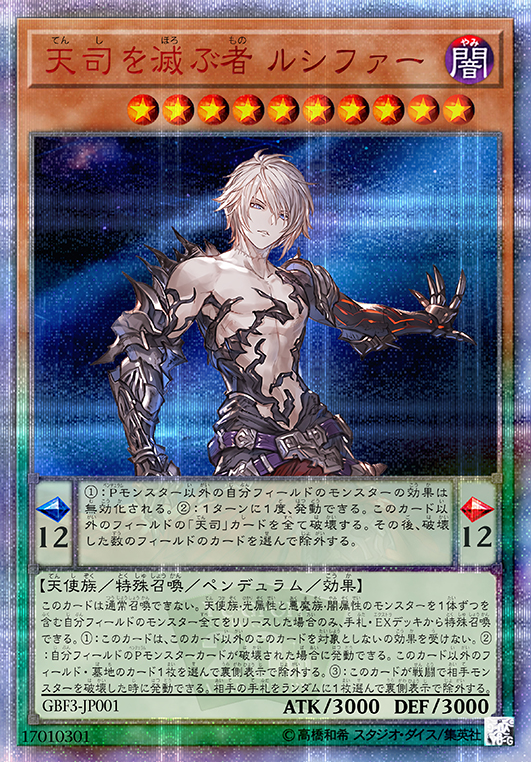 天司を滅ぶ者 ルシファー
闇
①：Pモンスター以外の自分フィールドのモンスターの効果は
無効化される。②：1ターンに1度、発動できる。このカード以
外のフィールドの「天司」カードを全て破壊する。その後、破壊
した数のフィールドのカードを選んで除外する。
12
12
【天使族／特殊召喚／ペンデュラム／効果】
このカードは通常召喚できない。天使族・光属性と悪魔族・闇属性のモンスターを1体ずつを
含む自分フィールドのモンスター全てをリリースした場合のみ、手札・EXデッキから特殊召喚
できる。①：このカードは、このカード以外のこのカードを対象としないの効果を受けない。②
：自分フィールドのPモンスターカードが破壊された場合に発動できる。このカード以外のフィ
ールド・墓地のカード1枚を選んで裏側表示で除外する。③：このカードが戦闘で相手モン
スターを破壊した時に発動できる。相手の手札をランダムに1枚選んで裏側表示で除外する。
GBF3-JP001
ATK/3000 DEF/3000
17010301
©高橋和希 スタジオ・ダイス/集英社